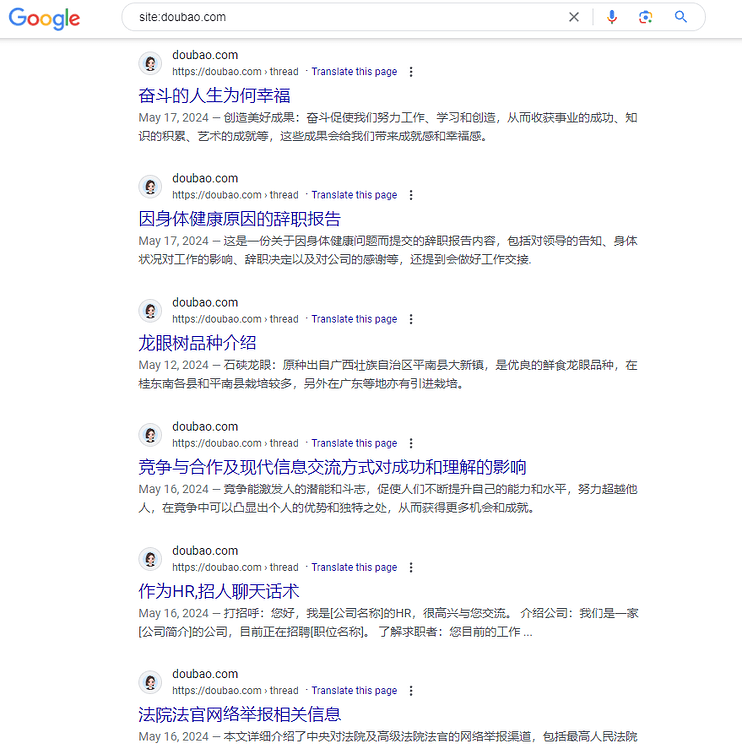 Google
site:doubao.com
doubao.com
https://doubao.com › thread · Translate this page
奋斗的人生为何幸福
May 17, 2024 — 创造美好成果：奋斗促使我们努力工作、学习和创造，从而收获事业的成功、知
识的积累、艺术的成就等，这些成果会给我们带来成就感和幸福感。
doubao.com
https://doubao.com › thread · Translate this page
因身体健康原因的辞职报告
May 17, 2024 — 这是一份关于因身体健康问题而提交的辞职报告内容，包括对领导的告知、身体
状况对工作的影响、辞职决定以及对公司的感谢等，还提到会做好工作交接.
doubao.com
https://doubao.com › thread · Translate this page
龙眼树品种介绍
May 12, 2024 — 石硖龙眼：原种出自广西壮族自治区平南县大新镇，是优良的鲜食龙眼品种，在
桂东南各县和平南县栽培较多，另外在广东等地亦有引进栽培。
doubao.com
https://doubao.com › thread · Translate this page
竞争与合作及现代信息交流方式对成功和理解的影响
May 16, 2024 — 竞争能激发人的潜能和斗志，促使人们不断提升自己的能力和水平，努力超越他
人，在竞争中可以凸显出个人的优势和独特之处，从而获得更多机会和成就。
doubao.com
https://doubao.com › thread · Translate this page
作为HR,招人聊天话术
May 16, 2024 — 打招呼：您好，我是[公司名称]的HR，很高兴与您交流。 介绍公司：我们是一家
[公司简介]的公司，目前正在招聘[职位名称]。 了解求职者：您目前的工作 ...
doubao.com
https://doubao.com › thread · Translate this page
法院法官网络举报相关信息
May 16, 2024 — 本文详细介绍了中央对法院及高级法院法官的网络举报渠道，包括最高人民法院